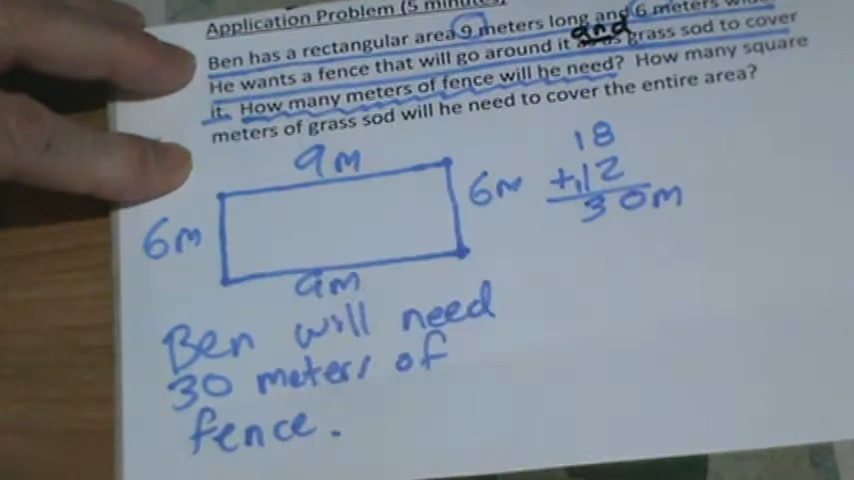 Application Problem (5 minutes)
Ben has a rectangular area 9 meters long and 6 meters wide.
He wants a fence that will go around it and grass sod to cover
it. How many meters of fence will he need? How many square
meters of grass sod will he need to cover the entire area?
9m
6m
6m
9m
18
+12
30m
Ben will need
30 meters of
fence.